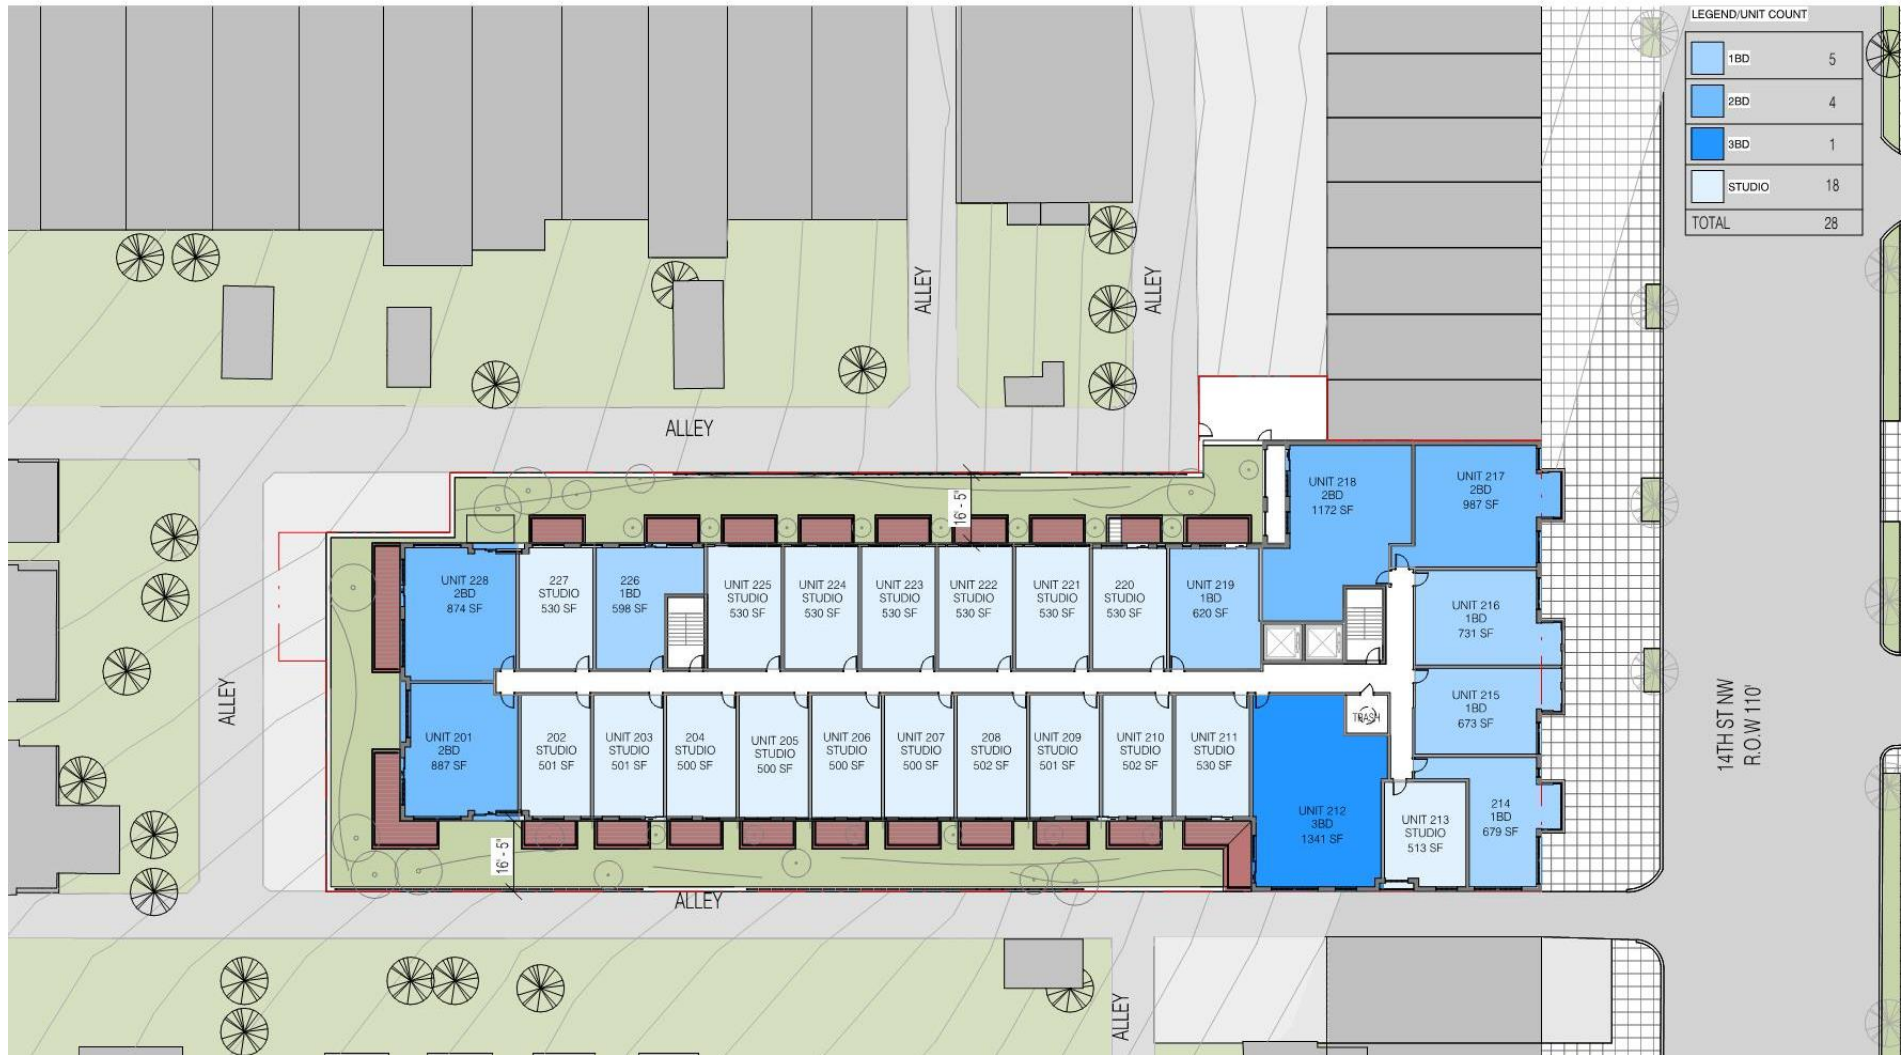 LEGEND/UNIT COUNT
1BD 5
2BD 4
3BD 1
STUDIO 18
TOTAL 28
ALLEY
ALLEY
ALLEY
ALLEY
ALLEY
ALLEY
14TH ST NW
R.O.W 110'
16' - 5"
16' - 5"
UNIT 218
2BD
1172 SF
UNIT 217
2BD
987 SF
UNIT 228
2BD
874 SF
227
STUDIO
530 SF
226
1BD
598 SF
UNIT 225
STUDIO
530 SF
UNIT 224
STUDIO
530 SF
UNIT 223
STUDIO
530 SF
UNIT 222
STUDIO
530 SF
UNIT 221
STUDIO
530 SF
220
STUDIO
530 SF
UNIT 219
1BD
620 SF
UNIT 216
1BD
731 SF
UNIT 215
1BD
673 SF
TRASH
UNIT 201
2BD
887 SF
202
STUDIO
501 SF
UNIT 203
STUDIO
501 SF
204
STUDIO
500 SF
UNIT 205
STUDIO
500 SF
UNIT 206
STUDIO
500 SF
UNIT 207
STUDIO
500 SF
208
STUDIO
502 SF
UNIT 209
STUDIO
501 SF
UNIT 210
STUDIO
502 SF
UNIT 211
STUDIO
530 SF
UNIT 212
3BD
1341 SF
UNIT 213
STUDIO
513 SF
214
1BD
679 SF